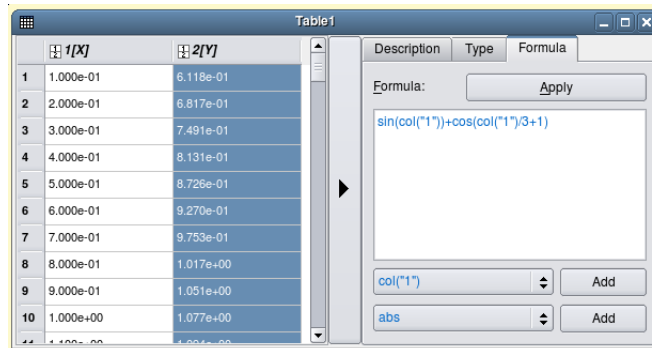 Table1
1[X] 2[Y]
1 1.000e-01 6.118e-01
2 2.000e-01 6.817e-01
3 3.000e-01 7.491e-01
4 4.000e-01 8.131e-01
5 5.000e-01 8.726e-01
6 6.000e-01 9.270e-01
7 7.000e-01 9.753e-01
8 8.000e-01 1.017e+00
9 9.000e-01 1.051e+00
10 1.000e+00 1.077e+00
Description Type Formula
Formula: Apply
sin(col("1"))+cos(col("1")/3+1)
col("1") Add
abs Add